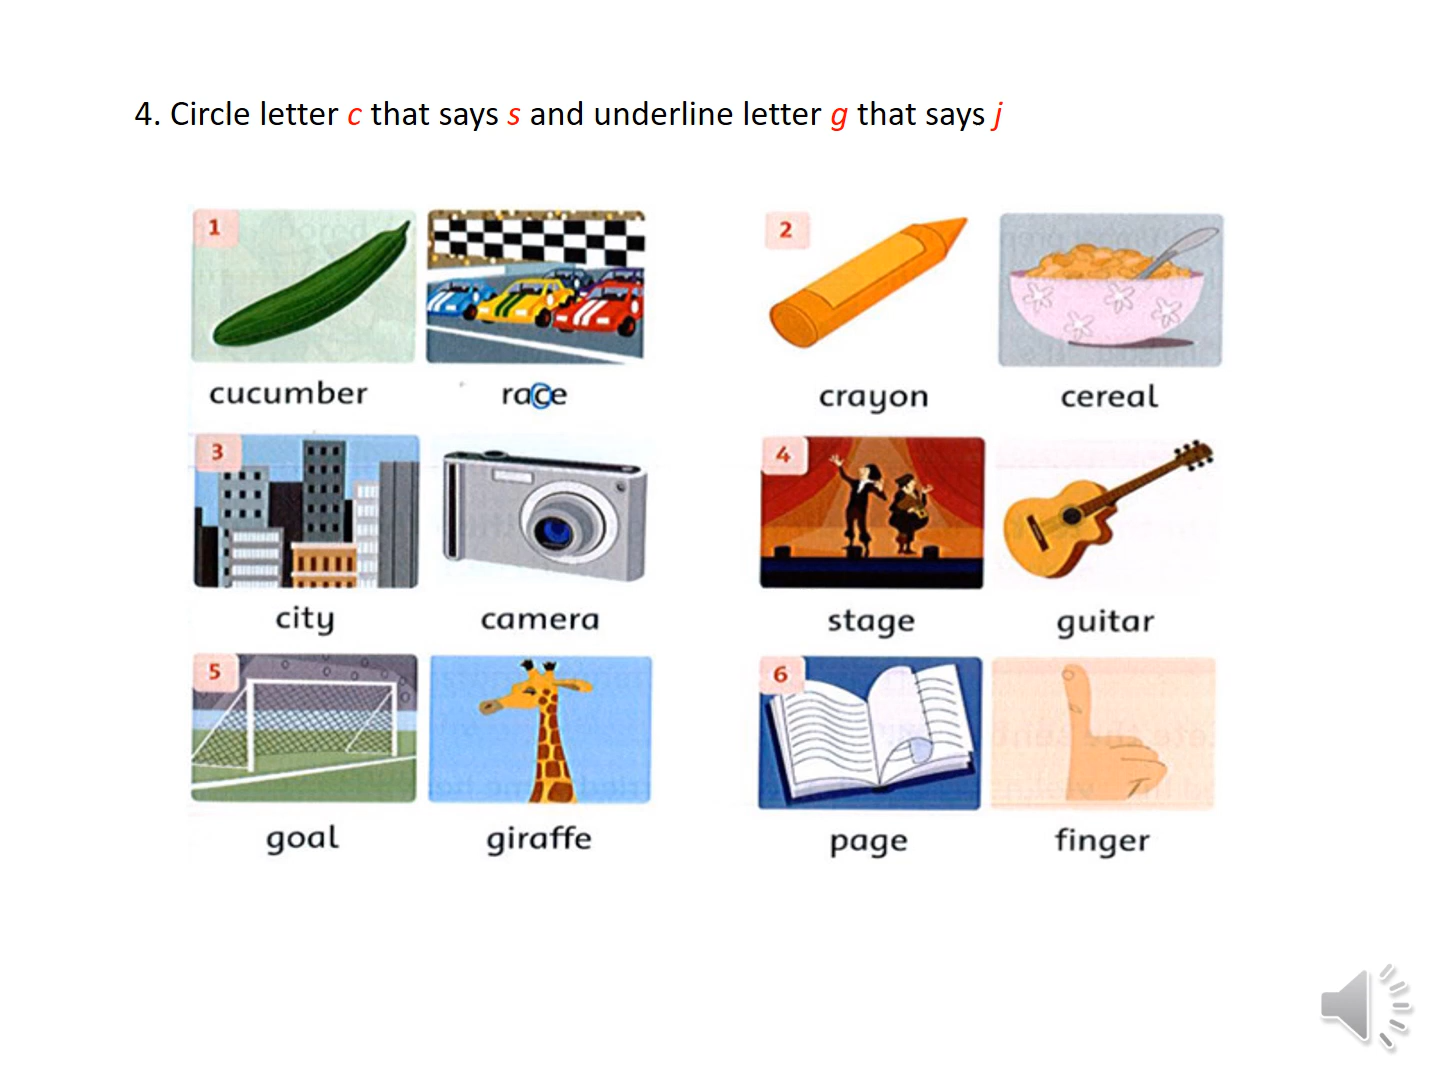 4. Circle letter c that says s and underline letter g that says j
1
2
cucumber race crayon cereal
3
4
city camera stage guitar
5
6
goal giraffe page finger